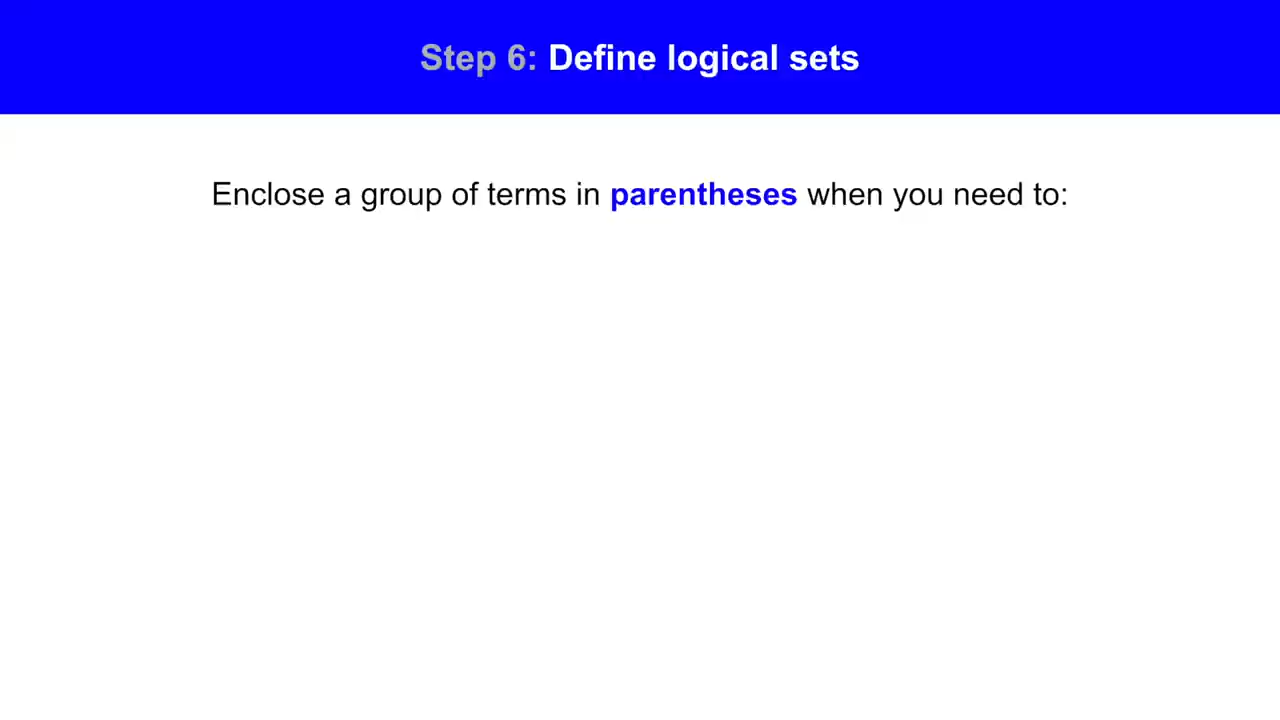 Step 6: Define logical sets
Enclose a group of terms in parentheses when you need to: